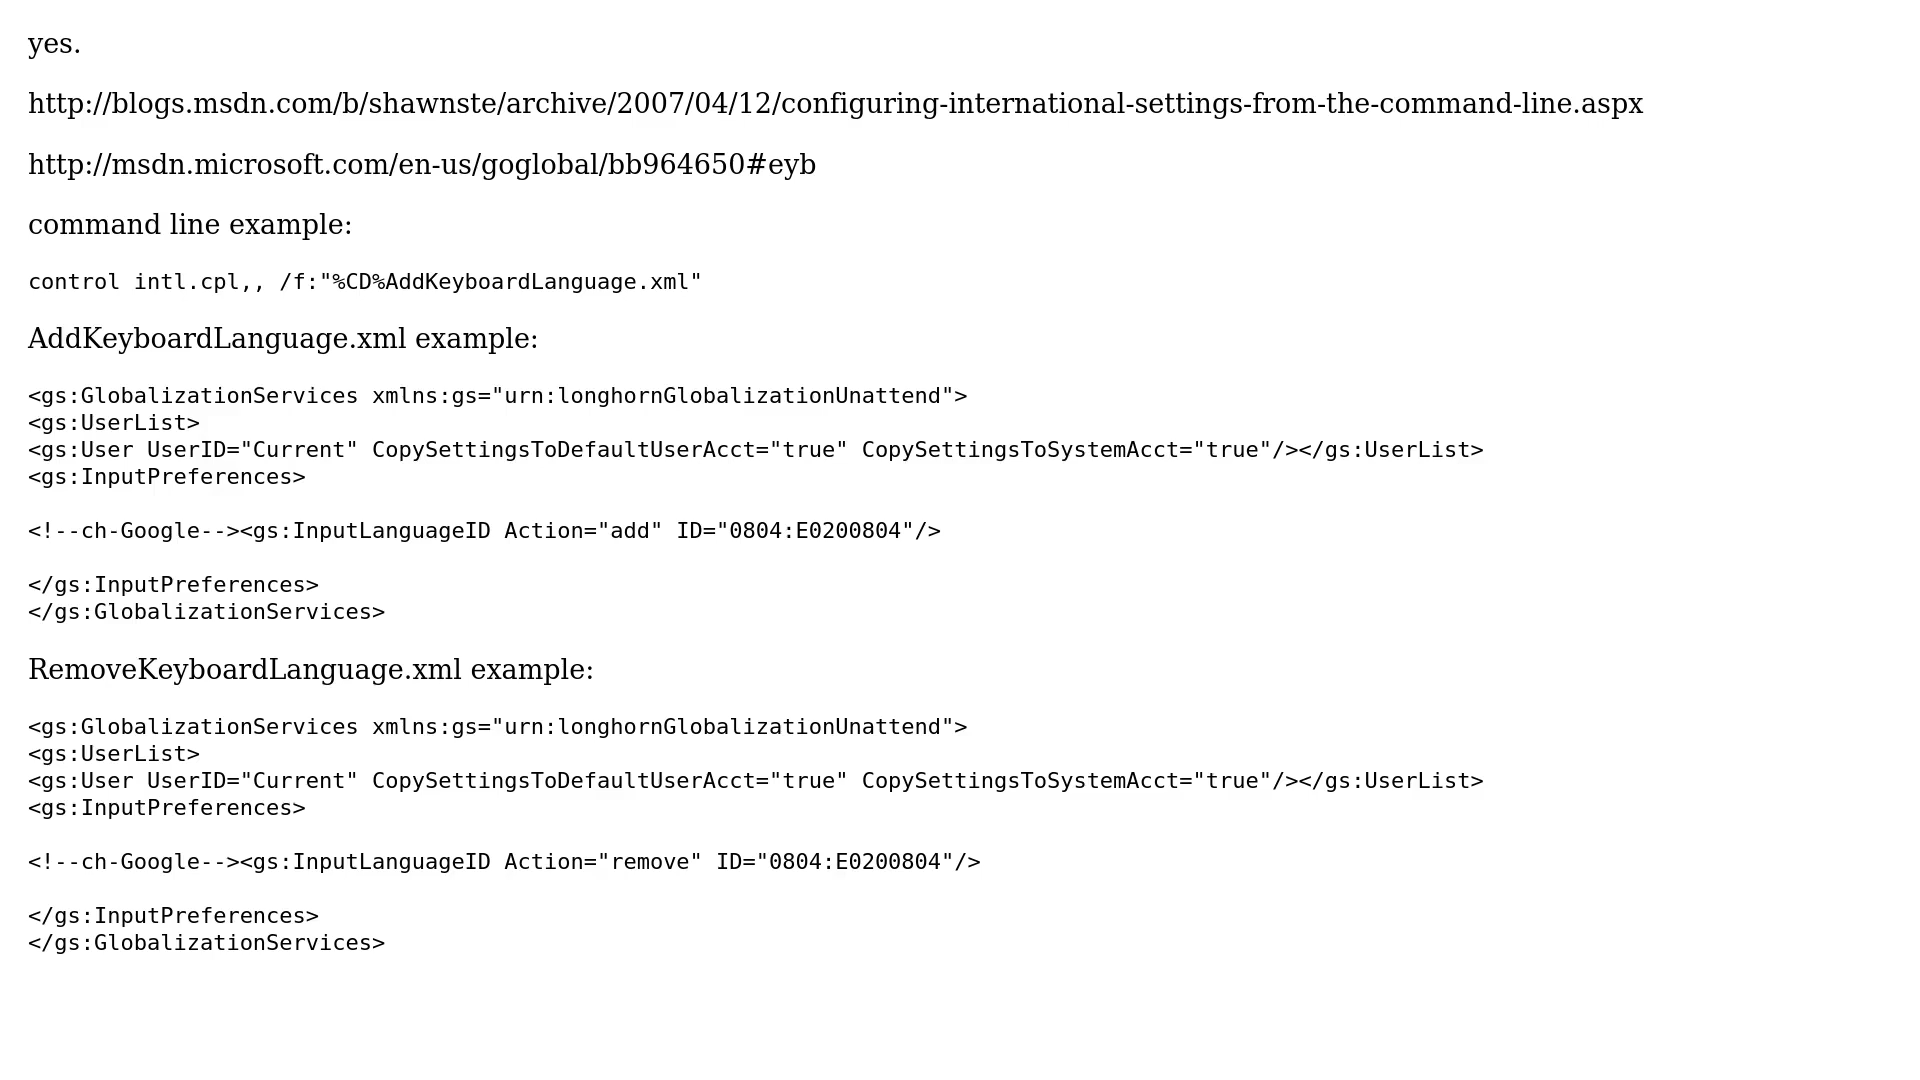 yes.
http://blogs.msdn.com/b/shawnste/archive/2007/04/12/configuring-international-settings-from-the-command-line.aspx
http://msdn.microsoft.com/en-us/goglobal/bb964650#eyb
command line example:
control intl.cpl,, /f:"%CD%AddKeyboardLanguage.xml"
AddKeyboardLanguage.xml example:
<gs:GlobalizationServices xmlns:gs="urn:longhornGlobalizationUnattend">
<gs:UserList>
<gs:User UserID="Current" CopySettingsToDefaultUserAcct="true" CopySettingsToSystemAcct="true"/></gs:UserList>
<gs:InputPreferences>
<!--ch-Google--><gs:InputLanguageID Action="add" ID="0804:E0200804"/>
</gs:InputPreferences>
</gs:GlobalizationServices>
RemoveKeyboardLanguage.xml example:
<gs:GlobalizationServices xmlns:gs="urn:longhornGlobalizationUnattend">
<gs:UserList>
<gs:User UserID="Current" CopySettingsToDefaultUserAcct="true" CopySettingsToSystemAcct="true"/></gs:UserList>
<gs:InputPreferences>
<!--ch-Google--><gs:InputLanguageID Action="remove" ID="0804:E0200804"/>
</gs:InputPreferences>
</gs:GlobalizationServices>